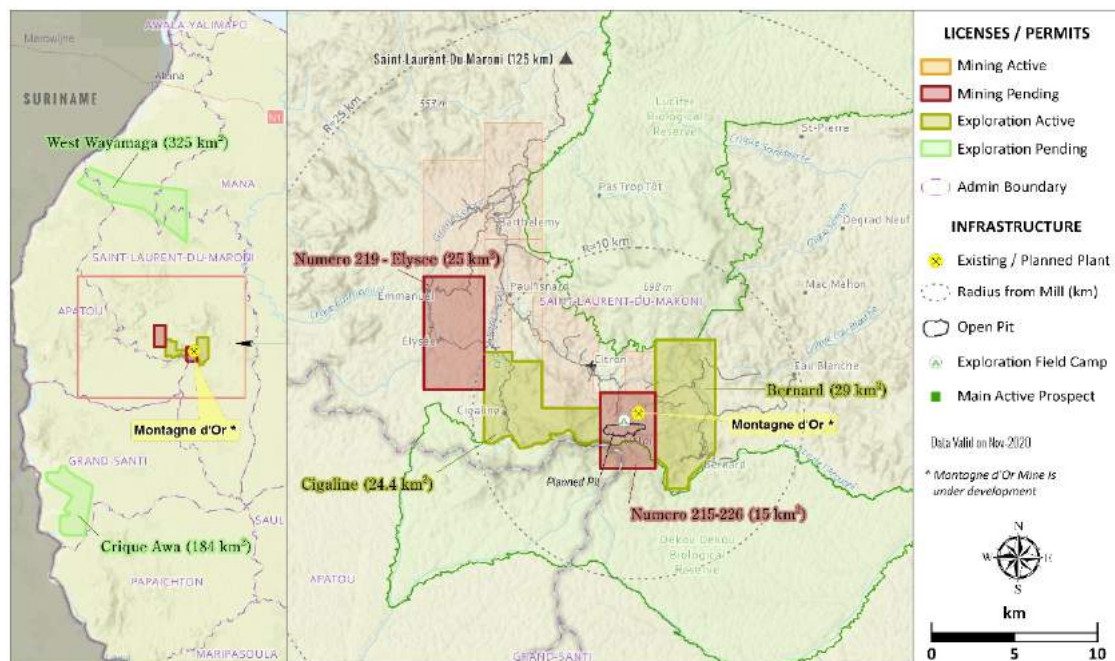 AWALA-YALIMAPO
Albina
SURINAME
N1
West Wayamaga (325 km²)
MANA
SAINT-LAURENT-DU-MARONI
APATOU
Montagne d'Or *
GRAND-SANTI
SAUL
Crique Awa (184 km²)
PAPAICHTON
MARIPASOULA
Saint-Laurent-Du-Maroni (125 km)
557 m
R=25 km
Lucifer
Biological
Reserve
St-Pierre
PasTropTôt
Degrad Neuf
Barthelemy
R=10 km
Numero 219 - Elysee (25 km²)
Emmanuel
PaulIsnard
598 m
Mac Mahon
SAINT-LAURENT-DU-MARONI
Elysee
Citron
Eau Blanche
Bernard (29 km²)
Cigaline
Montagne d'Or *
Bernard
Cigaline (24.4 km²)
Planned Pit
Numero 215-226 (15 km²)
Dekou Dekou
Biological
Reserve
APATOU
GRAND-SANTI
LICENSES / PERMITS
Mining Active
Mining Pending
Exploration Active
Exploration Pending
Admin Boundary
INFRASTRUCTURE
Existing / Planned Plant
Radius from Mill (km)
Open Pit
Exploration Field Camp
Main Active Prospect
Data Valid on Nov-2020
* Montagne d'Or Mine is
under development
N
W E
S
km
0 5 10